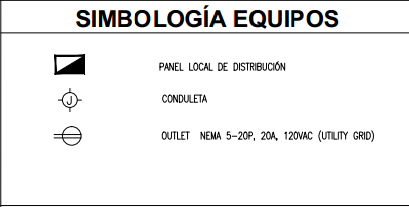 SIMBOLOGÍA EQUIPOS
PANEL LOCAL DE DISTRIBUCIÓN
J
CONDULETA
OUTLET NEMA 5-20P, 20A, 120VAC (UTILITY GRID)